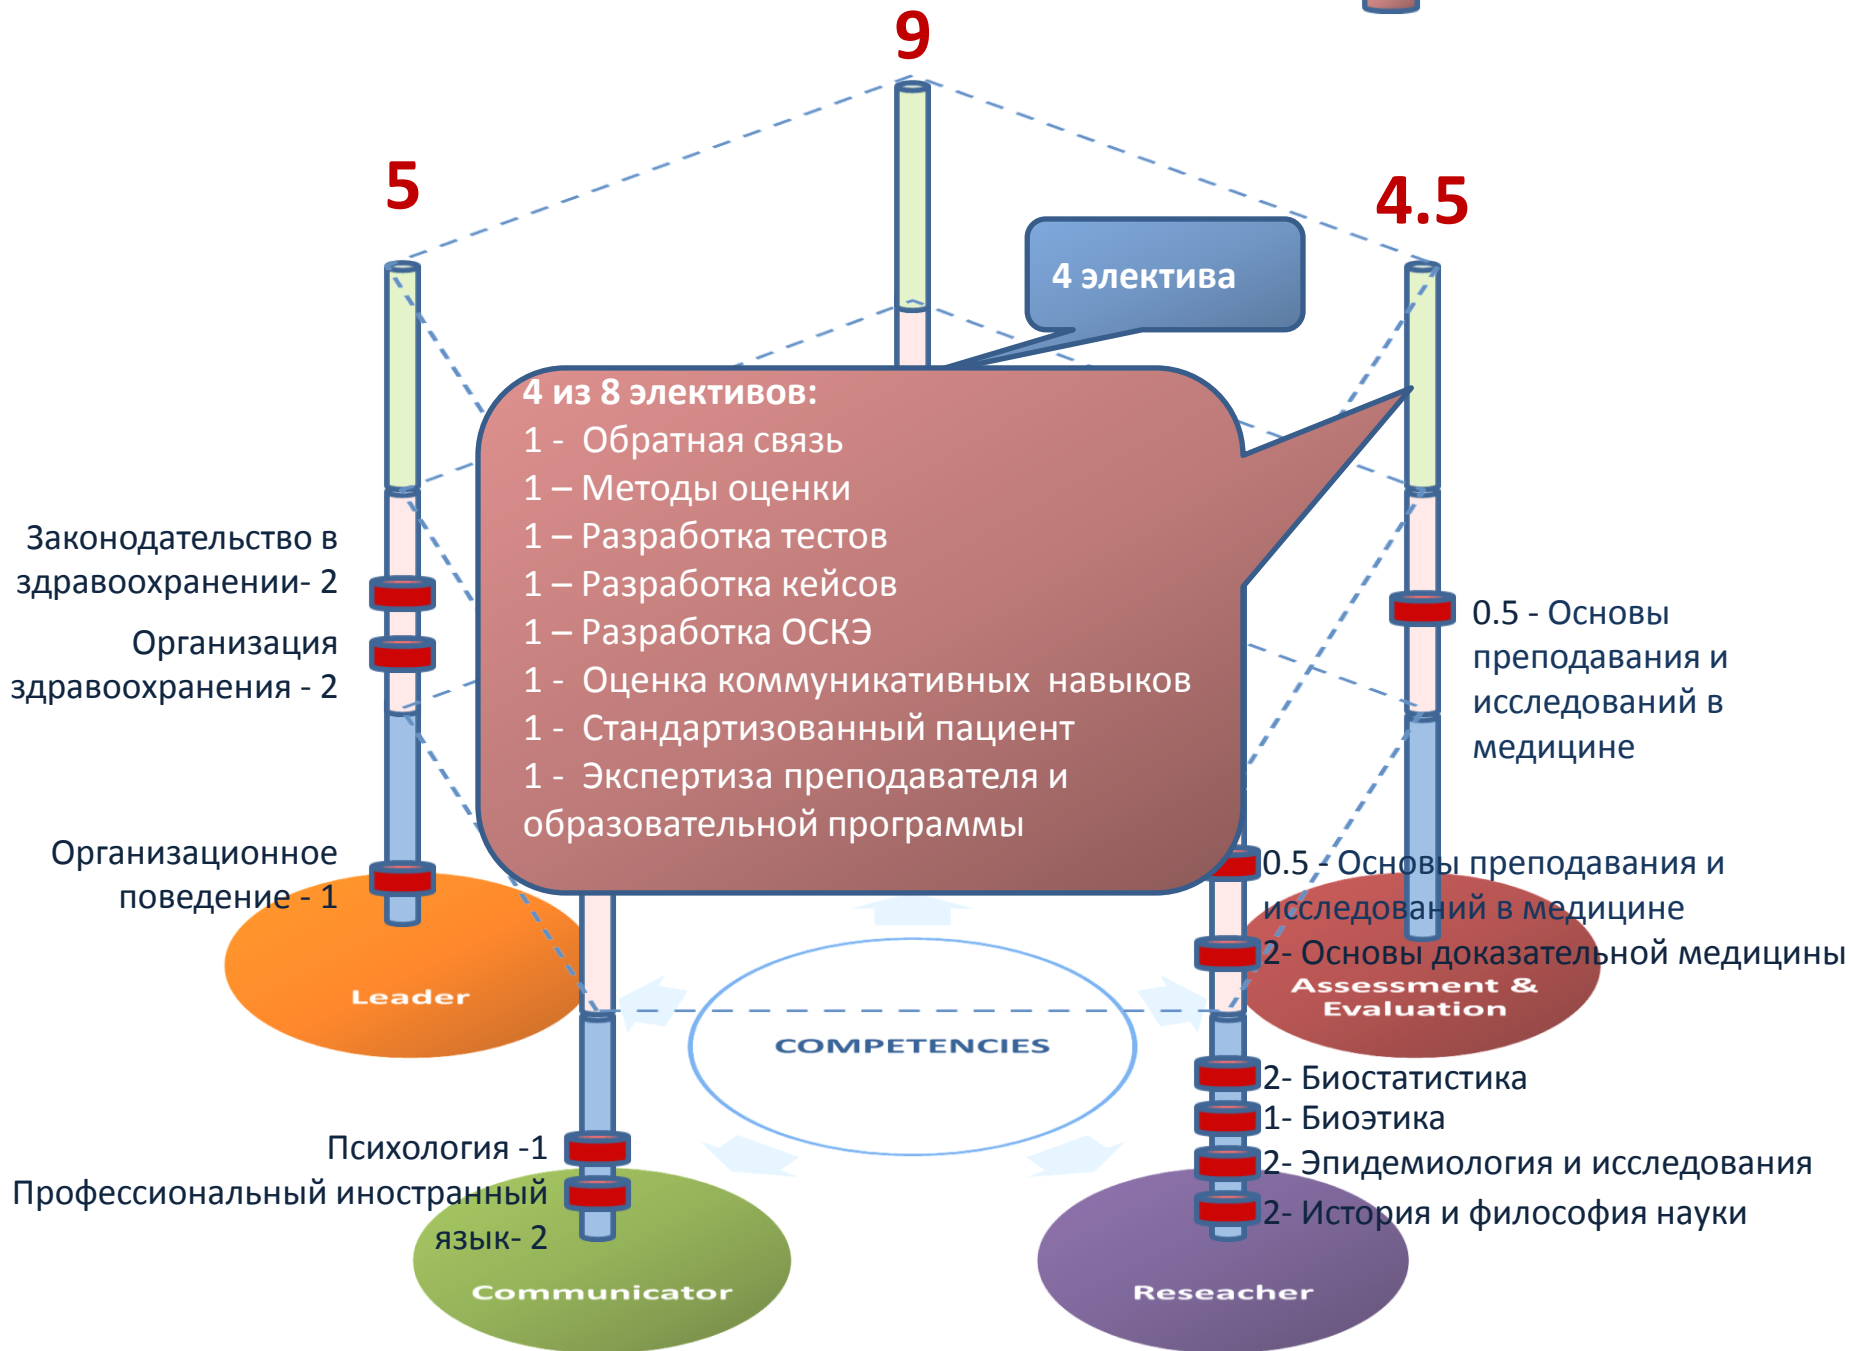 9
5
4.5
4 электива
4 из 8 элективов:
1 - Обратная связь
1 – Методы оценки
1 – Разработка тестов
1 – Разработка кейсов
1 – Разработка ОСКЭ
1 - Оценка коммуникативных навыков
1 - Стандартизованный пациент
1 - Экспертиза преподавателя и
образовательной программы
Законодательство в
здравоохранении- 2
Организация
здравоохранения - 2
Организационное
поведение - 1
Leader
0.5 - Основы
преподавания и
исследований в
медицине
0.5 - Основы преподавания и
исследований в медицине
2- Основы доказательной медицины
Assessment &
Evaluation
COMPETENCIES
2- Биостатистика
1- Биоэтика
2- Эпидемиология и исследования
2- История и философия науки
Психология -1
Профессиональный иностранный
язык- 2
Communicator
Reseacher